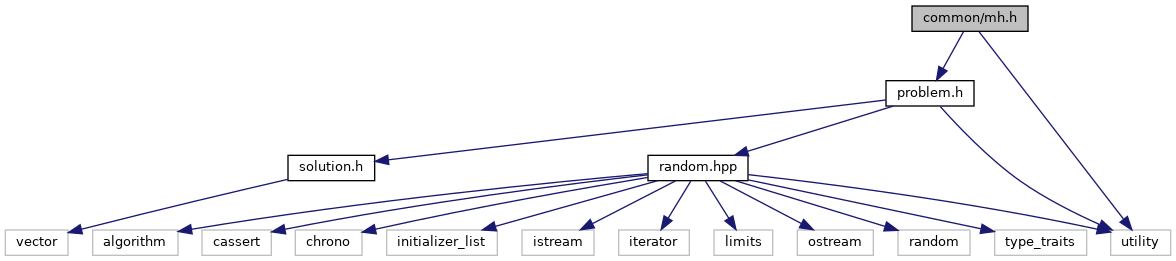 common/mh.h
problem.h
solution.h
random.hpp
vector
algorithm
cassert
chrono
initializer_list
istream
iterator
limits
ostream
random
type_traits
utility